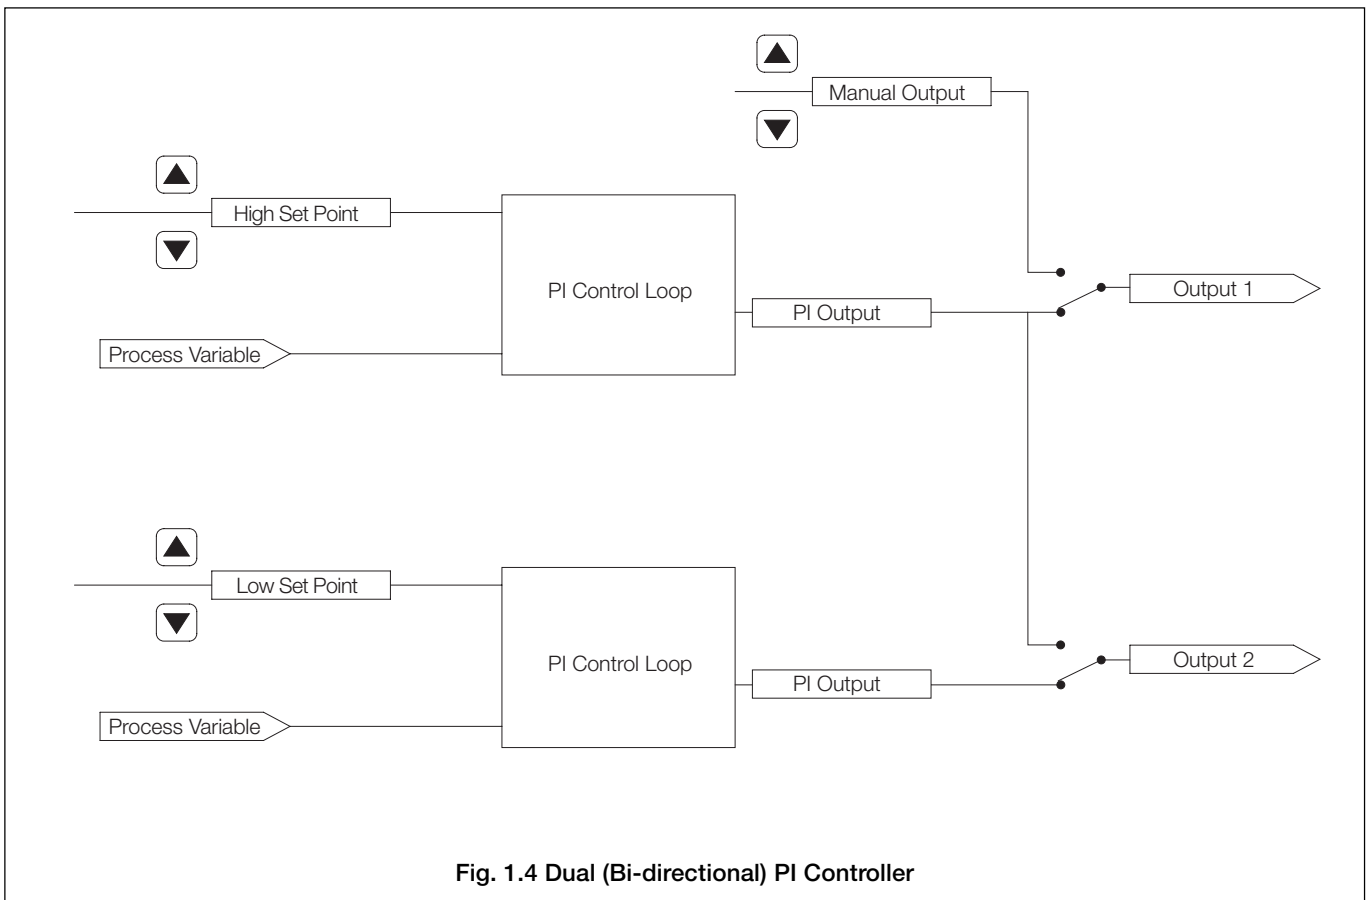 Manual Output
High Set Point
PI Control Loop
Output 1
PI Output
Process Variable
Low Set Point
PI Control Loop
Output 2
PI Output
Process Variable
Fig. 1.4 Dual (Bi-directional) PI Controller